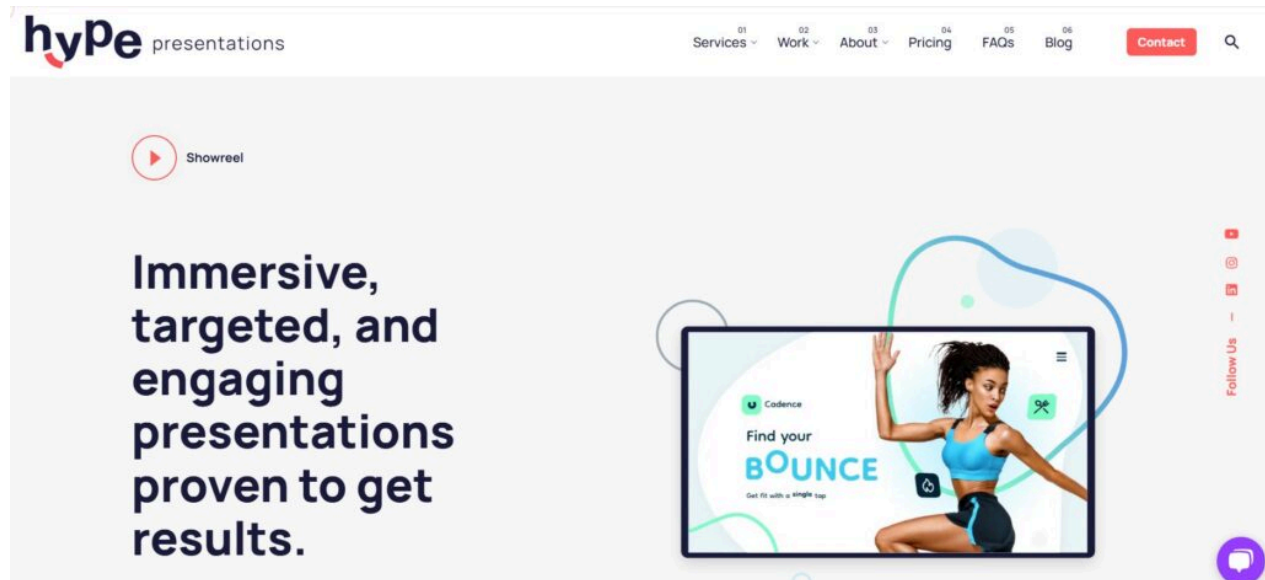 hype presentations
01 02 03 04 05 06
Services Work About Pricing FAQs Blog Contact
Showreel
Immersive,
targeted, and
engaging
presentations
proven to get
results.
Cadence
Find your
BOUNCE
Get fit with a single tap
in
Follow Us